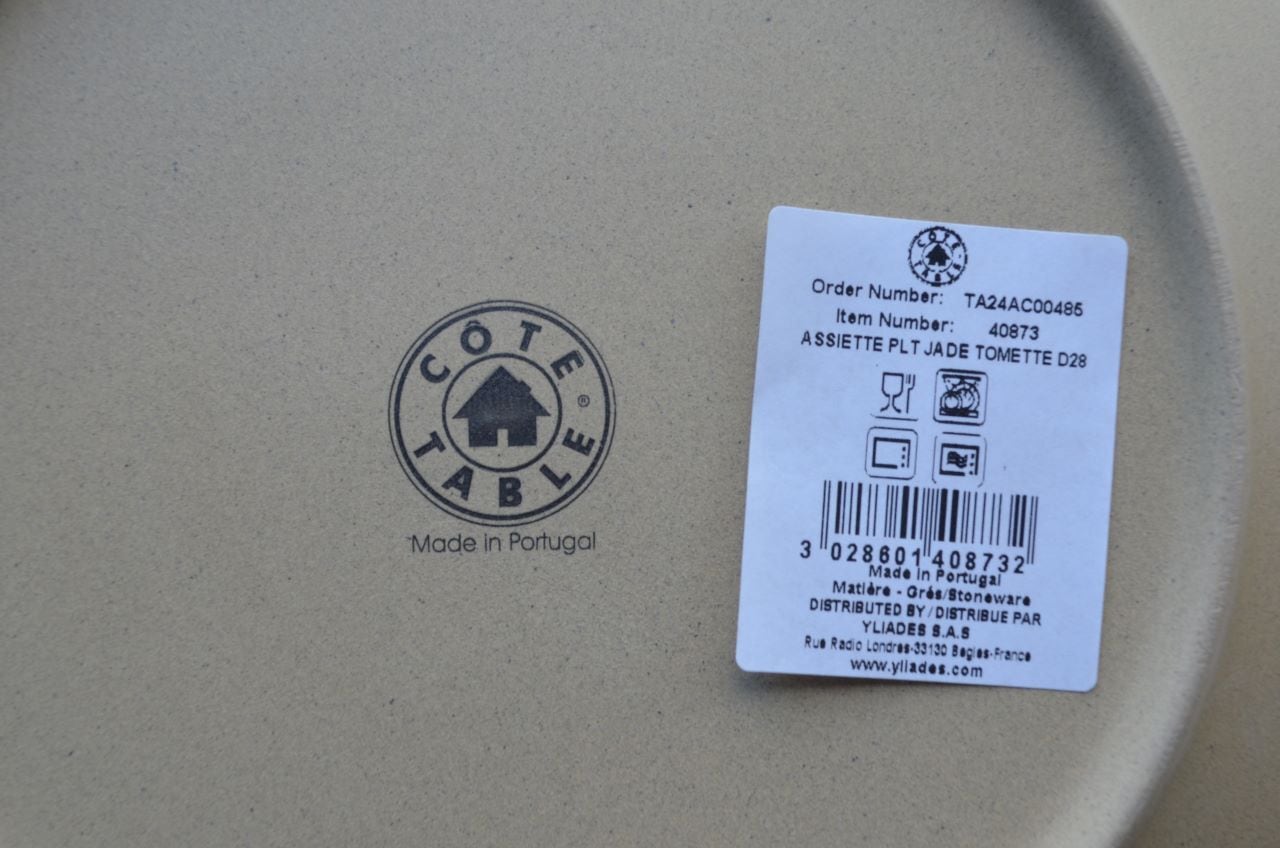 CÔTE
TABLE ®
Made in Portugal
CÔTE
TABLE
Order Number: TA24AC00485
Item Number: 40873
ASSIETTE PLT JADE TOMETTE D28
3 028601 408732
Made in Portugal
Matière - Grés/Stoneware
DISTRIBUTED BY / DISTRIBUE PAR
YLIADES S.A.S
Rue Radio Londres-33130 Begles-France
www.yliades.com